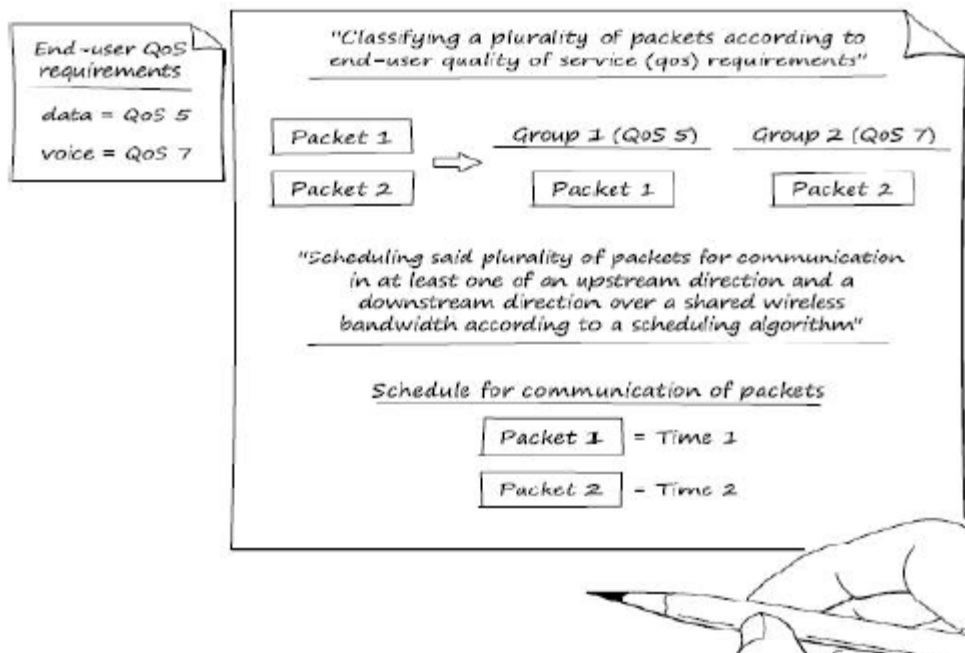 End-user QoS
requirements
data = QoS 5
voice = QoS 7
"Classifying a plurality of packets according to
end-user quality of service (qos) requirements"
Packet 1
Group 1 (QoS 5)
Group 2 (QoS 7)
Packet 2
Packet 1
Packet 2
"Scheduling said plurality of packets for communication
in at least one of an upstream direction and a
downstream direction over a shared wireless
bandwidth according to a scheduling algorithm"
Schedule for communication of packets
Packet 1 = Time 1
Packet 2 - Time 2